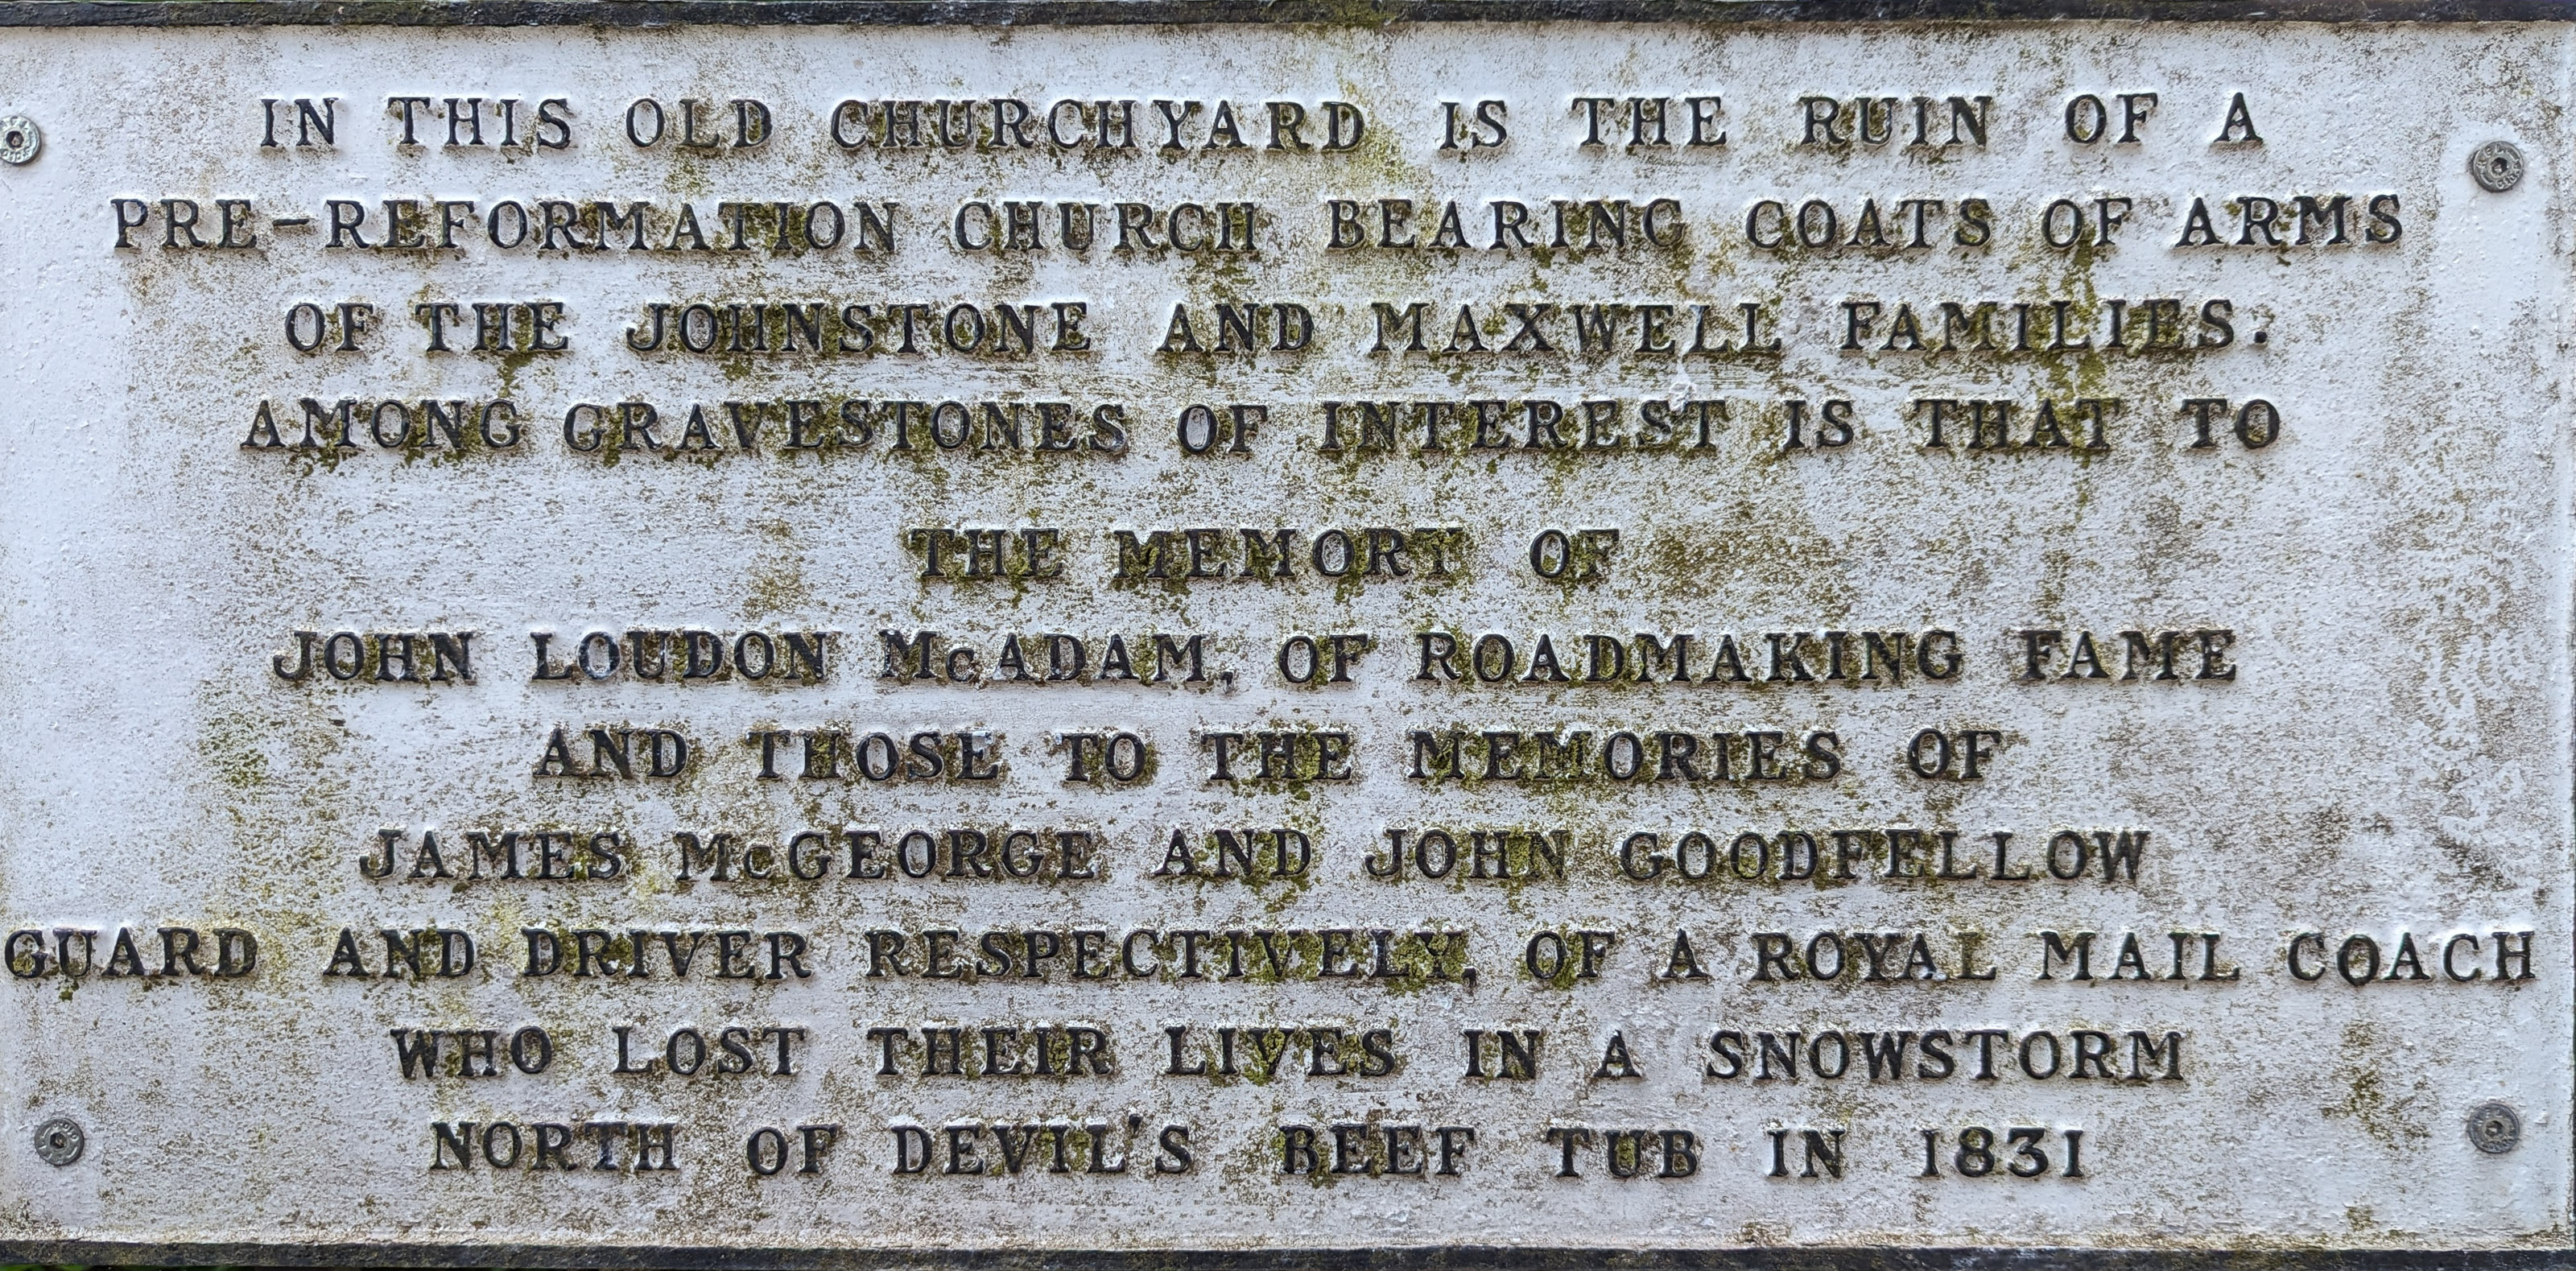 IN THIS OLD CHURCHYARD IS THE RUIN OF A
PRE-REFORMATION CHURCH BEARING COATS OF ARMS
OF THE JOHNSTONE AND MAXWELL FAMILIES.
AMONG GRAVESTONES OF INTEREST IS THAT TO
THE MEMORY OF
JOHN LOUDON McADAM, OF ROADMAKING FAME
AND THOSE TO THE MEMORIES OF
JAMES McGEORGE AND JOHN GOODFELLOW
GUARD AND DRIVER RESPECTIVELY, OF A ROYAL MAIL COACH
WHO LOST THEIR LIVES IN A SNOWSTORM
NORTH OF DEVIL'S BEEF TUB IN 1831